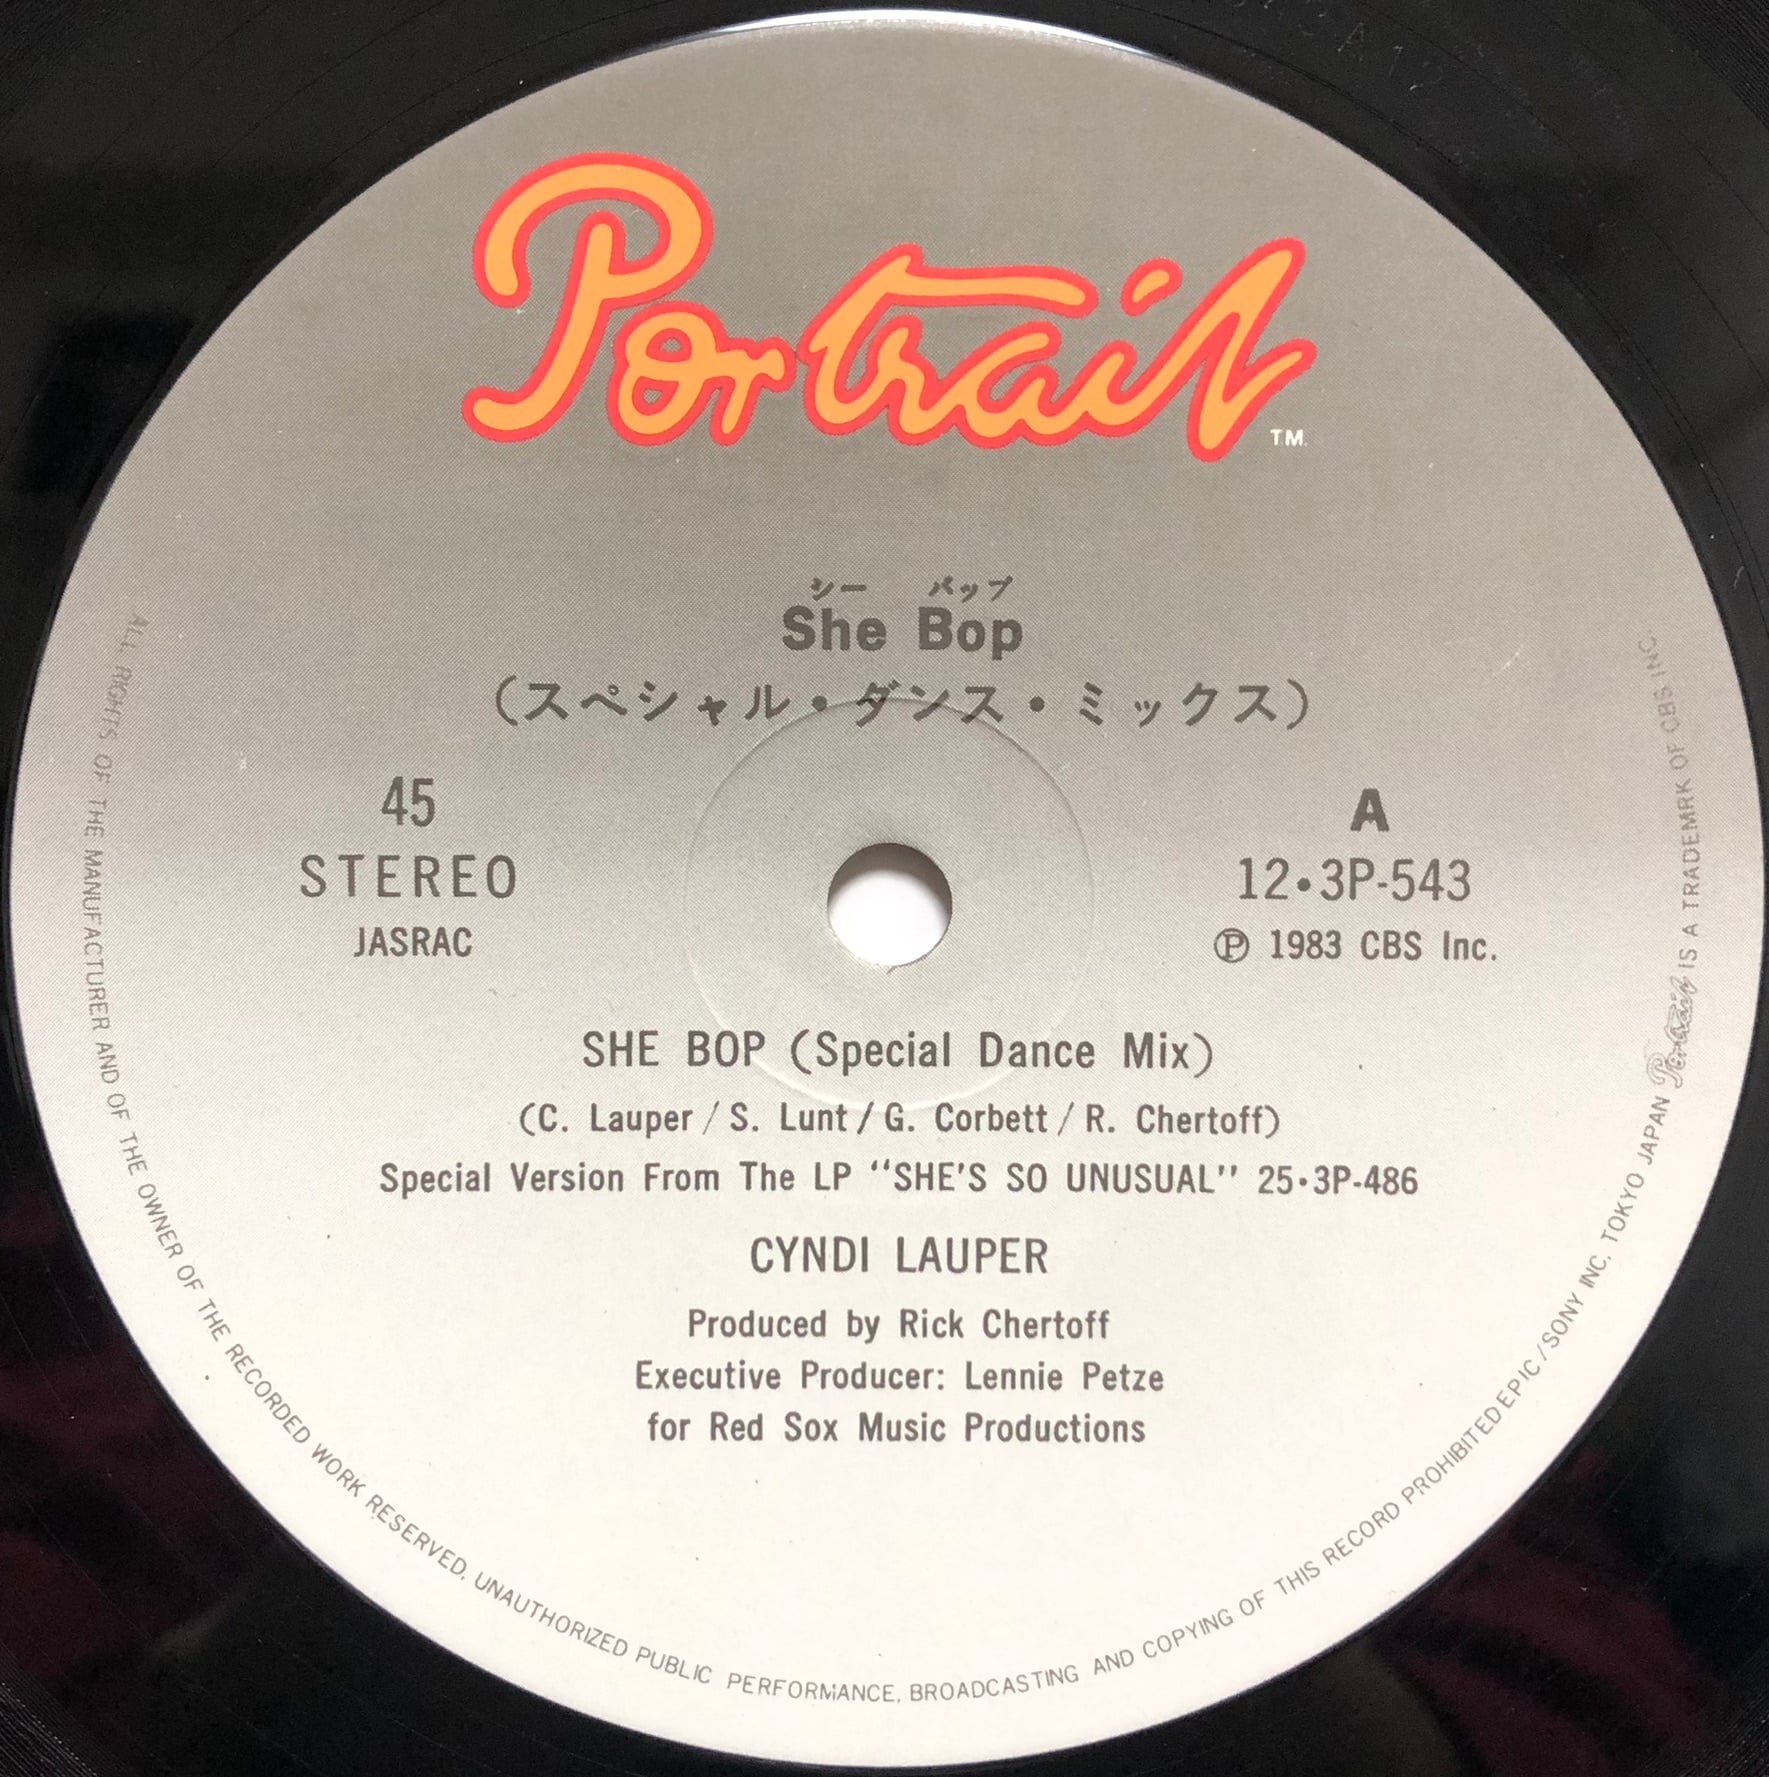 Portrait
TM.
シー バップ
She Bop
(スペシャル・ダンス・ミックス)
45
STEREO
JASRAC
A
12・3P-543
Ⓟ 1983 CBS Inc.
SHE BOP (Special Dance Mix)
(C. Lauper / S. Lunt / G. Corbett / R. Chertoff)
Special Version From The LP “SHE'S SO UNUSUAL” 25・3P-486
CYNDI LAUPER
Produced by Rick Chertoff
Executive Producer: Lennie Petze
for Red Sox Music Productions
ALL RIGHTS OF THE MANUFACTURER AND OF THE OWNER OF THE RECORDED WORK RESERVED. UNAUTHORIZED PUBLIC PERFORMANCE, BROADCASTING AND COPYING OF THIS RECORD PROHIBITED EPIC / SONY INC. TOKYO JAPAN Portrait IS A TRADEMRK OF CBS INC.